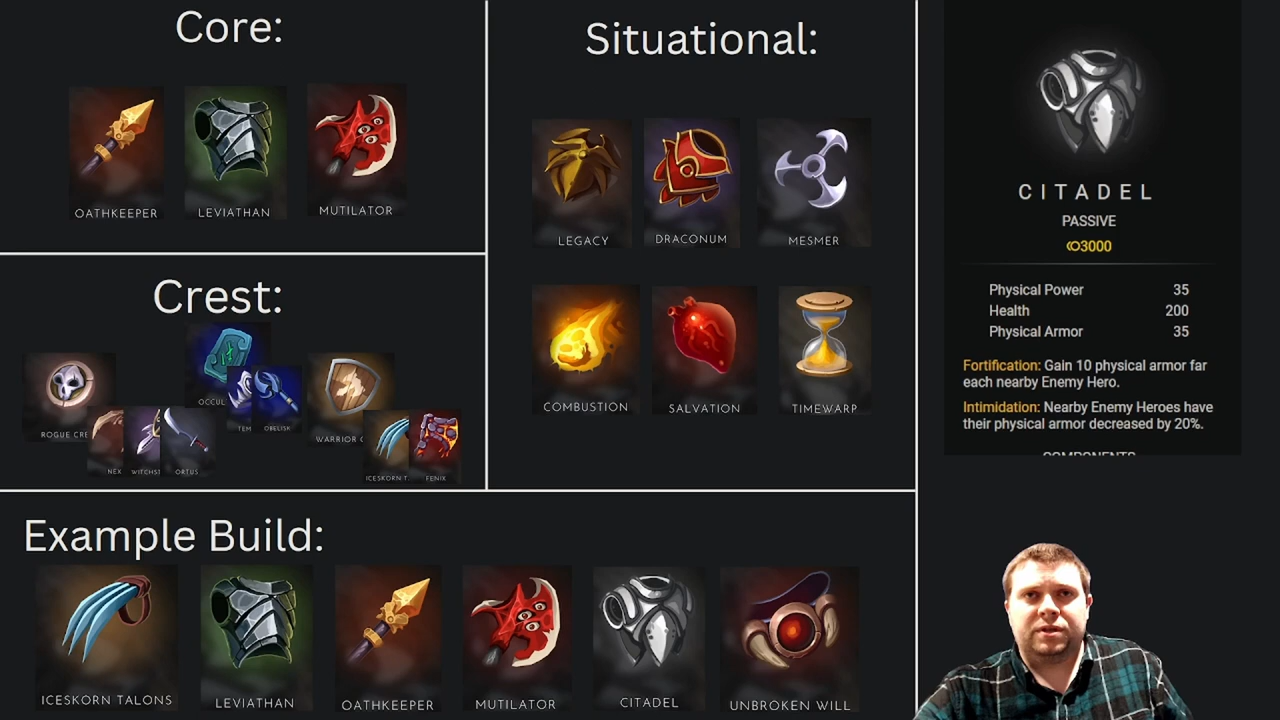 Core:
OATHKEEPER
LEVIATHAN
MUTILATOR
Situational:
LEGACY
DRACONUM
MESMER
COMBUSTION
SALVATION
TIMEWARP
Crest:
ROGUE CRE
NEX
WITCHST
ORTUS
OCCUL
TEM
OBELISK
WARRIOR C
ICESKORN T.
FENIX
Example Build:
ICESKORN TALONS
LEVIATHAN
OATHKEEPER
MUTILATOR
CITADEL
UNBROKEN WILL
CITADEL
PASSIVE
3000
Physical Power 35
Health 200
Physical Armor 35
Fortification: Gain 10 physical armor far
each nearby Enemy Hero.
Intimidation: Nearby Enemy Heroes have
their physical armor decreased by 20%.
COMPONENTS